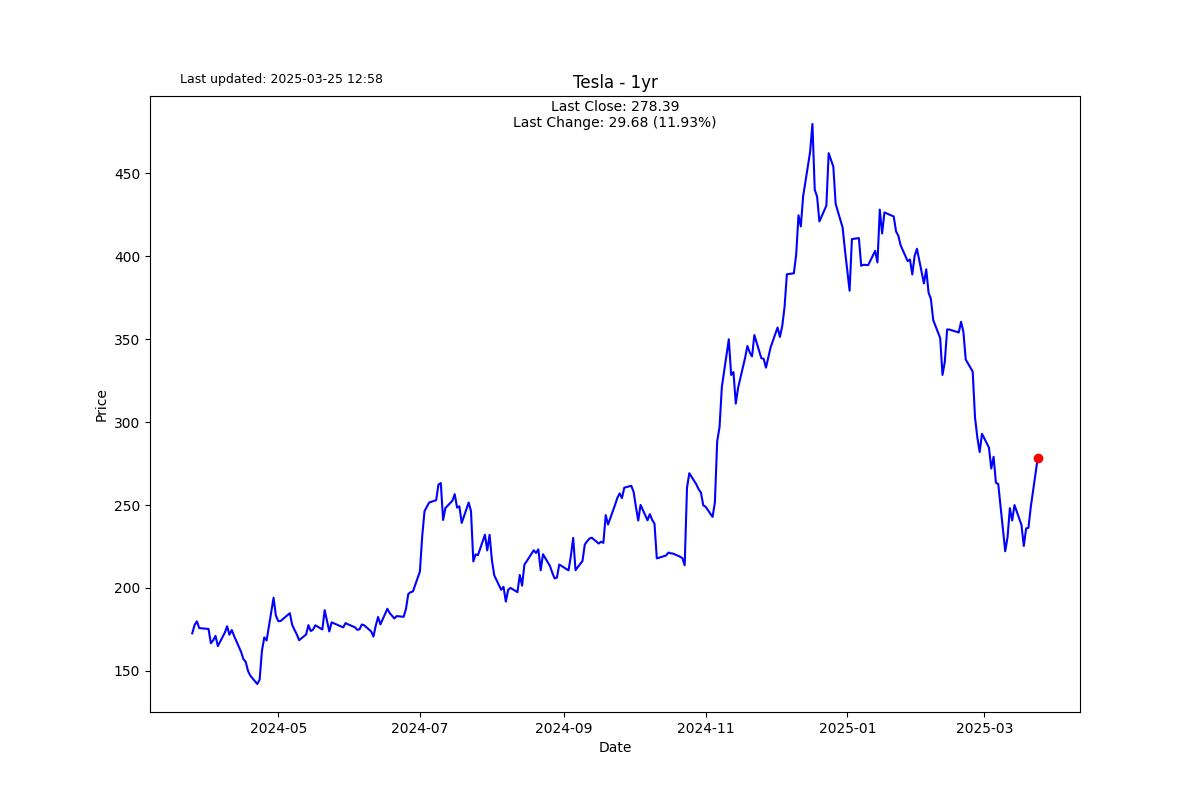 Last updated: 2025-03-25 12:58
Tesla - 1yr
Last Close: 278.39
Last Change: 29.68 (11.93%)
450
400
350
300
250
200
150
Price
2024-05
2024-07
2024-09
2024-11
2025-01
2025-03
Date